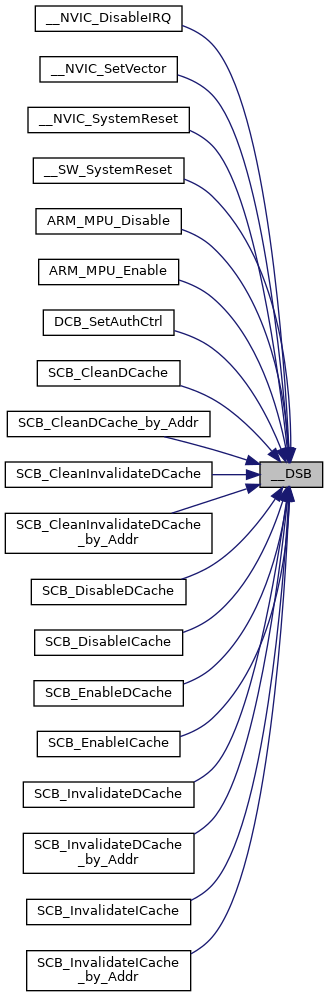 __NVIC_DisableIRQ
__NVIC_SetVector
__NVIC_SystemReset
__SW_SystemReset
ARM_MPU_Disable
ARM_MPU_Enable
DCB_SetAuthCtrl
SCB_CleanDCache
SCB_CleanDCache_by_Addr
SCB_CleanInvalidateDCache
__DSB
SCB_CleanInvalidateDCache
_by_Addr
SCB_DisableDCache
SCB_DisableICache
SCB_EnableDCache
SCB_EnableICache
SCB_InvalidateDCache
SCB_InvalidateDCache
_by_Addr
SCB_InvalidateICache
SCB_InvalidateICache
_by_Addr